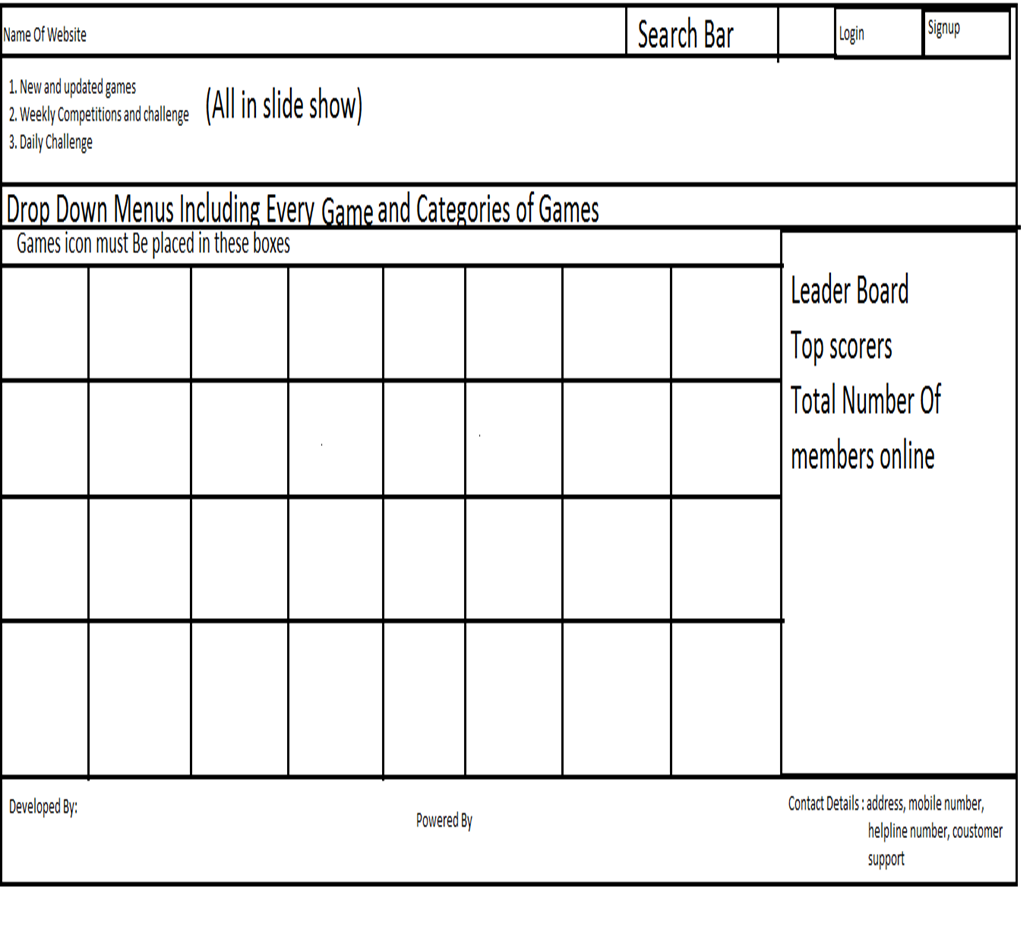 Name Of Website
Search Bar
Login
Signup
1. New and updated games
2. Weekly Competitions and challenge
3. Daily Challenge
(All in slide show)
Drop Down Menus Including Every Game and Categories of Games
Games icon must Be placed in these boxes
Leader Board
Top scorers
Total Number Of
members online
Developed By:
Powered By
Contact Details : address, mobile number,
helpline number, coustomer
support